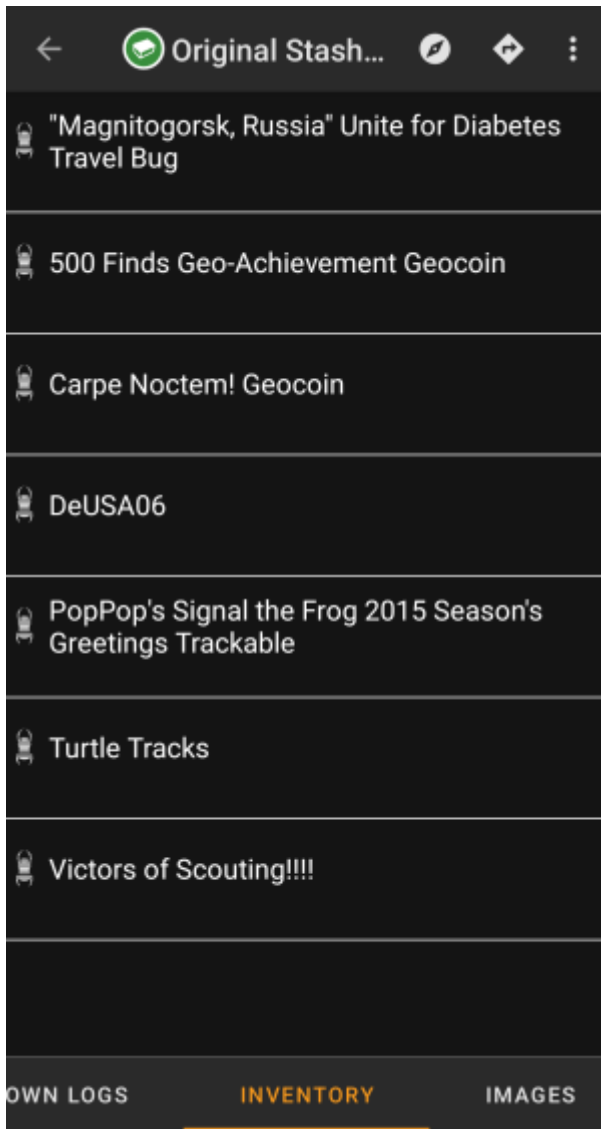 Original Stash...
"Magnitogorsk, Russia" Unite for Diabetes
Travel Bug
500 Finds Geo-Achievement Geocoin
Carpe Noctem! Geocoin
DeUSA06
PopPop's Signal the Frog 2015 Season's
Greetings Trackable
Turtle Tracks
Victors of Scouting!!!!
OWN LOGS INVENTORY IMAGES